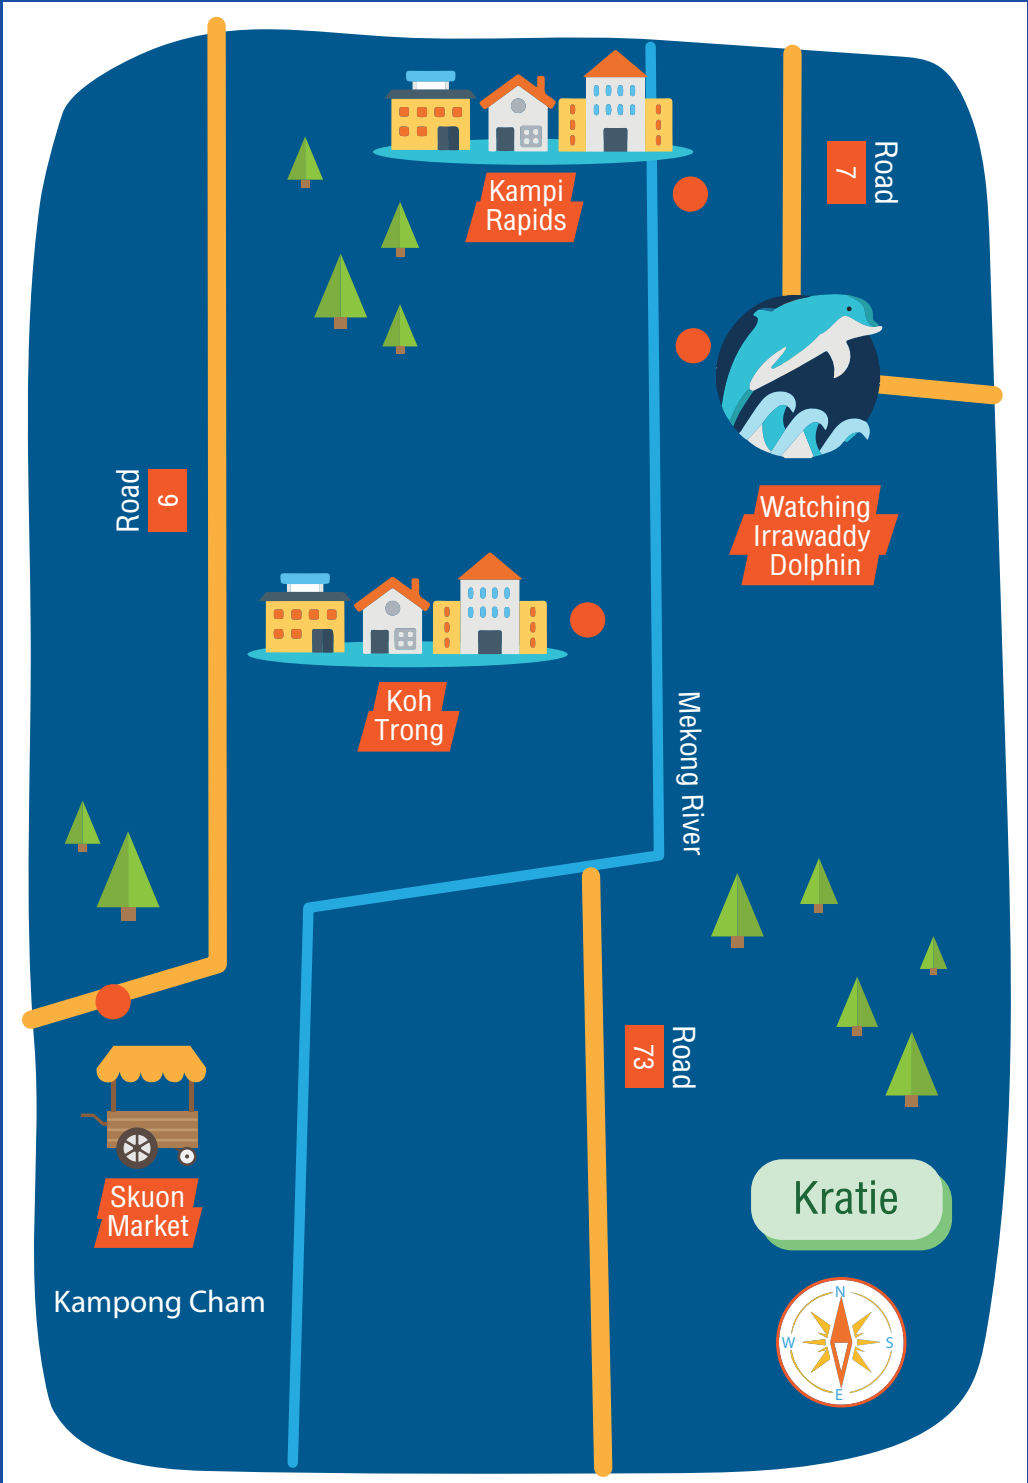 Kampi
Rapids
Road
7
Road
9
Watching
Irrawaddy
Dolphin
Koh
Trong
Mekong River
Road
73
Skuon
Market
Kampong Cham
Kratie
N
W
S
E